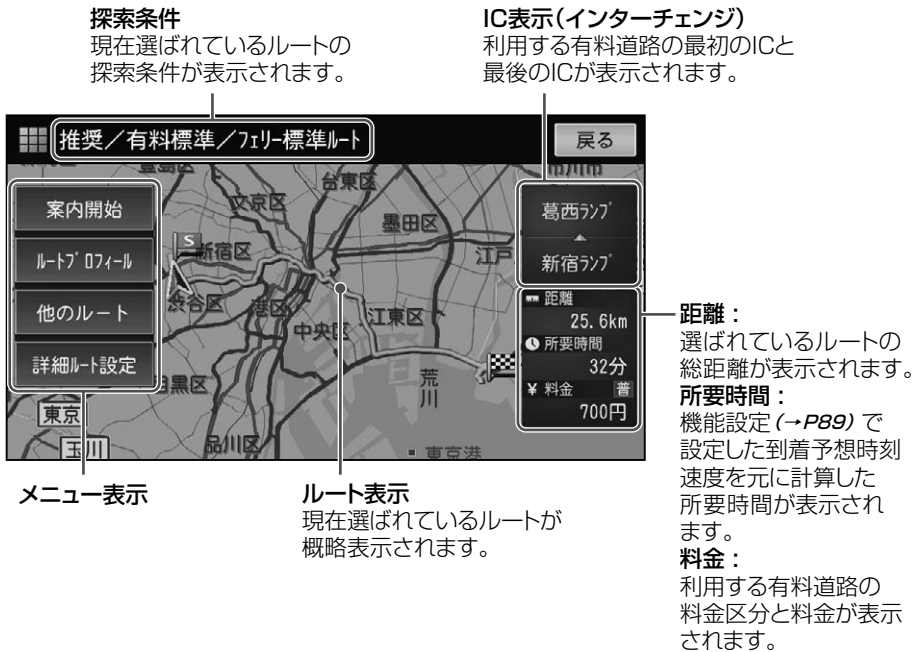 探索条件
現在選ばれているルートの
探索条件が表示されます。
IC表示(インターチェンジ)
利用する有料道路の最初のICと
最後のICが表示されます。
推奨／有料標準／フェリー標準ルート
戻る
案内開始
ルートプロフィール
他のルート
詳細ルート設定
豊島区
文京区
台東区
墨田区
市川市
新宿区
S
江戸
渋谷区
港区
中央区
江東区
目黒区
荒川
東京
玉川
品川区
東京港
葛西ランプ
新宿ランプ
距離
25.6km
所要時間
32分
¥ 料金 普
700円
メニュー表示
ルート表示
現在選ばれているルートが
概略表示されます。
距離：
選ばれているルートの
総距離が表示されます。
所要時間：
機能設定(→P89)で
設定した到着予想時刻
速度を元に計算した
所要時間が表示され
ます。
料金：
利用する有料道路の
料金区分と料金が表示
されます。